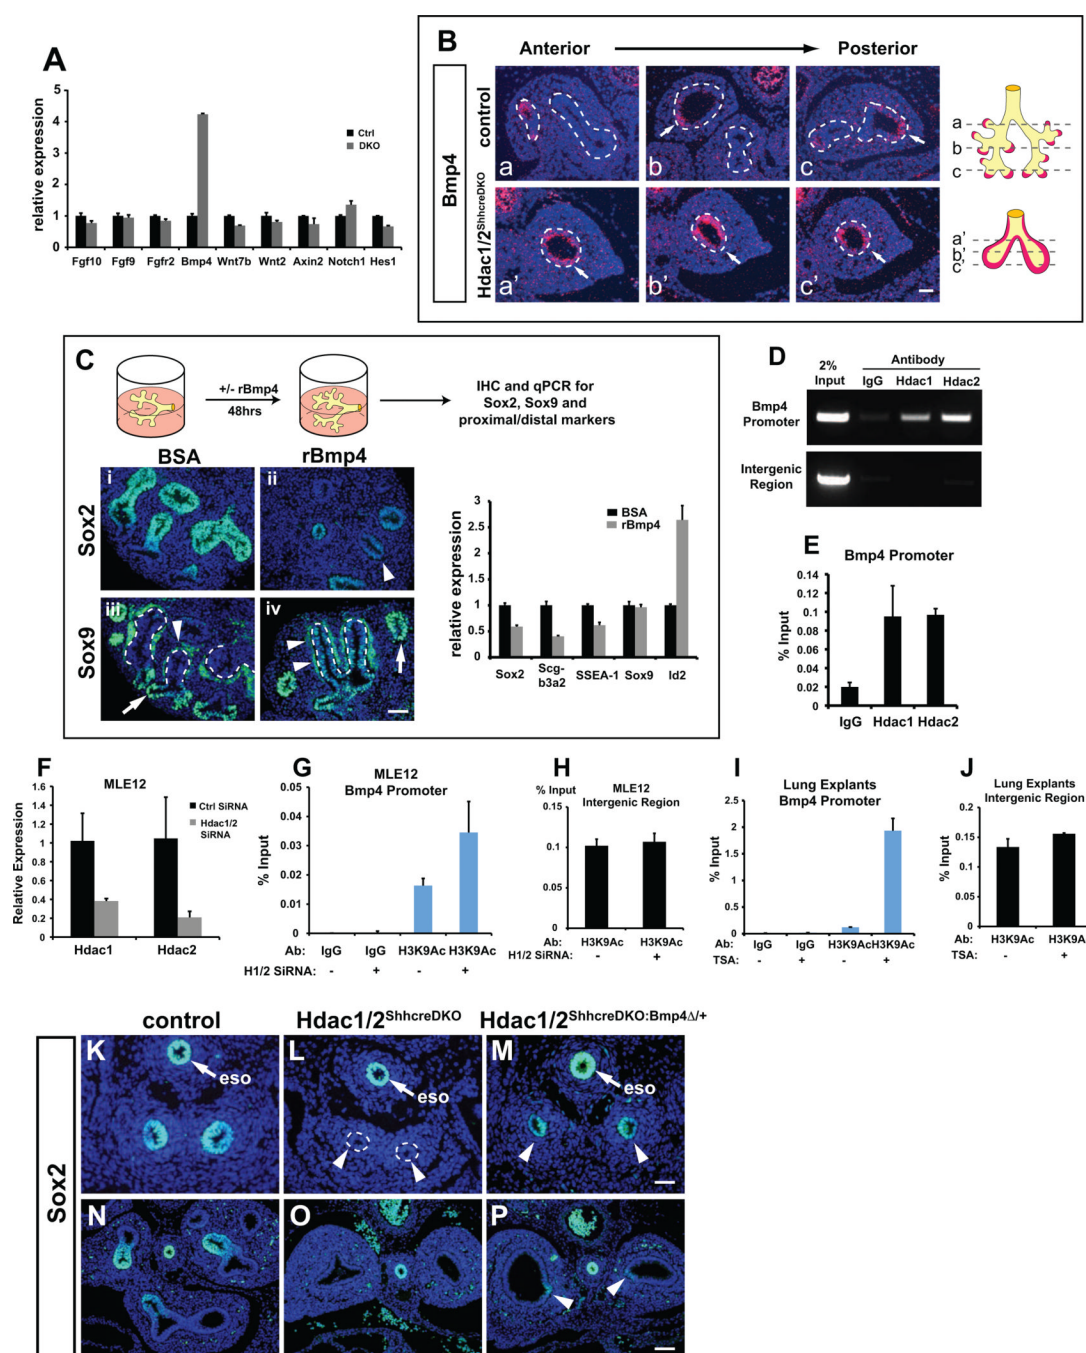 A
relative expression
6
5
4
3
2
1
0
Ctrl
DKO
Fgf10 Fgf9 Fgfr2 Bmp4 Wnt7b Wnt2 Axin2 Notch1 Hes1
B
Anterior Posterior
Bmp4
control
Hdac1/2ShhcreDKO
a b c
a' b' c'
a
b
c
a'
b'
c'
C
+/- rBmp4
48hrs
IHC and qPCR for
Sox2, Sox9 and
proximal/distal markers
BSA rBmp4
Sox2
Sox9
i ii
iii iv
relative expression
3
2.5
2
1.5
1
0.5
0
BSA
rBmp4
Sox2 Scg-b3a2 SSEA-1 Sox9 Id2
D
2%
Input
Antibody
IgG Hdac1 Hdac2
Bmp4
Promoter
Intergenic
Region
E
Bmp4 Promoter
% Input
0.14
0.12
0.1
0.08
0.06
0.04
0.02
0
IgG Hdac1 Hdac2
F
MLE12
Relative Expression
1.6
1.4
1.2
1
0.8
0.6
0.4
0.2
0
Ctrl SiRNA
Hdac1/2
SiRNA
Hdac1 Hdac2
G
MLE12
Bmp4 Promoter
% Input
0.05
0.04
0.03
0.02
0.01
0
Ab: IgG IgG H3K9Ac H3K9Ac
H1/2 SiRNA: - + - +
H
% Input
MLE12
Intergenic Region
0.15
0.1
0.05
0
Ab: H3K9Ac H3K9Ac
H1/2 SiRNA: - +
I
Lung Explants
Bmp4 Promoter
% Input
2.5
2
1.5
1
0.5
0
Ab: IgG IgG H3K9Ac H3K9Ac
TSA: - + - +
J
Lung Explants
Intergenic Region
% Input
0.2
0.15
0.1
0.05
0
Ab: H3K9Ac H3K9A
TSA: - +
control Hdac1/2ShhcreDKO Hdac1/2ShhcreDKO:Bmp4Δ/+
Sox2
K
eso
L
eso
M
eso
N O P